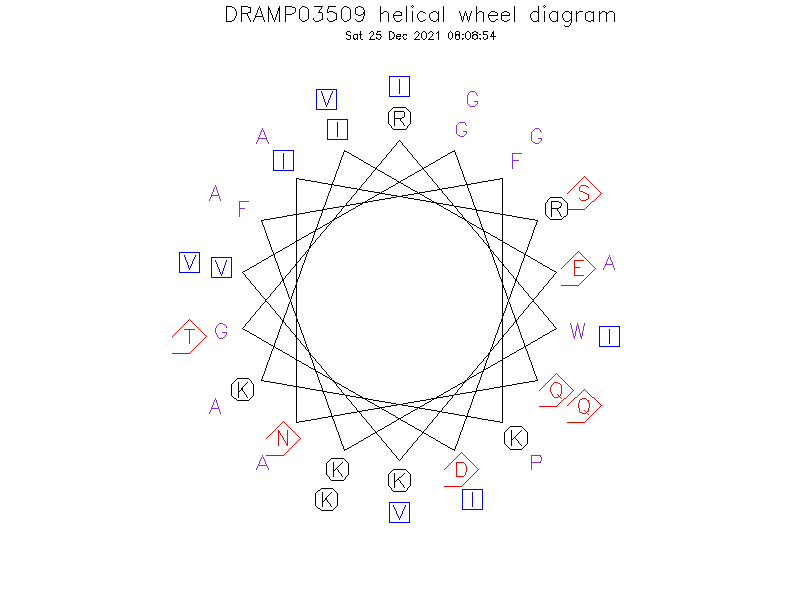 DRAMP03509 helical wheel diagram
Sat 25 Dec 2021 08:08:54
I
V G
R
I G
A G
I F
A S
F R
V V E A
T G W I
K Q
A Q
N K
A K D P
K K I
V